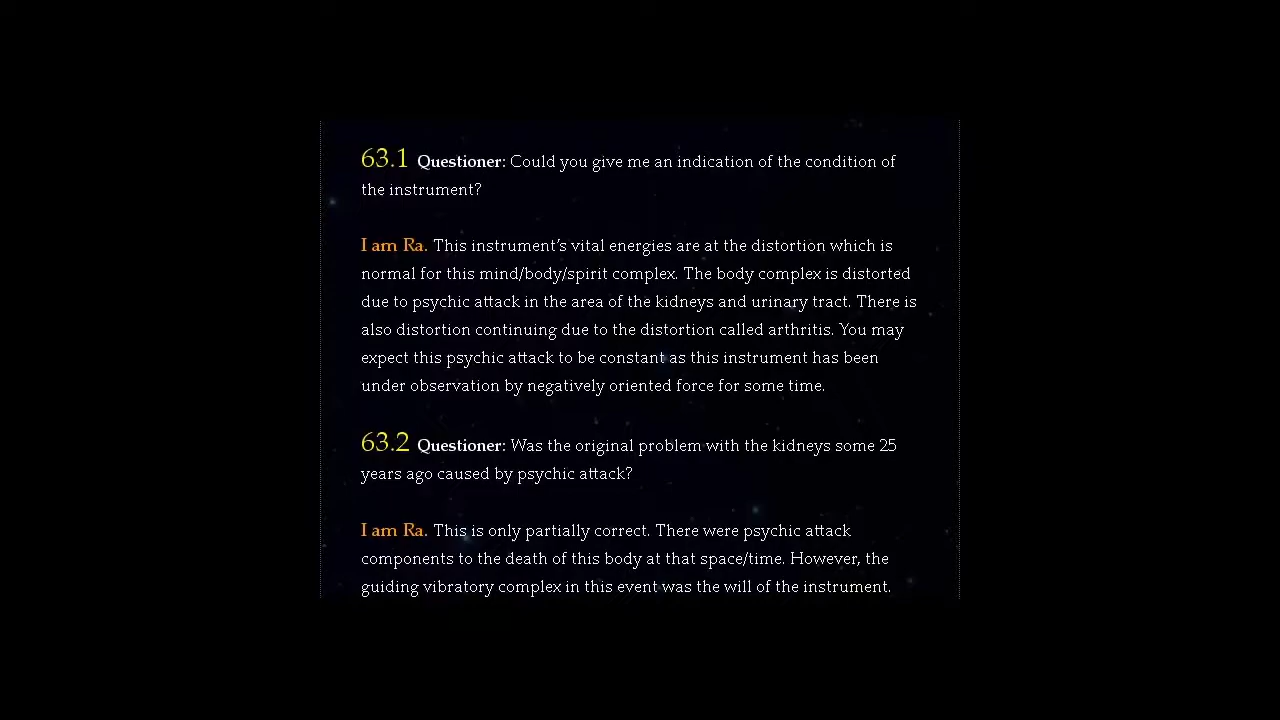 63.1 Questioner: Could you give me an indication of the condition of
the instrument?
I am Ra. This instrument’s vital energies are at the distortion which is
normal for this mind/body/spirit complex. The body complex is distorted
due to psychic attack in the area of the kidneys and urinary tract. There is
also distortion continuing due to the distortion called arthritis. You may
expect this psychic attack to be constant as this instrument has been
under observation by negatively oriented force for some time.
63.2 Questioner: Was the original problem with the kidneys some 25
years ago caused by psychic attack?
I am Ra. This is only partially correct. There were psychic attack
components to the death of this body at that space/time. However, the
guiding vibratory complex in this event was the will of the instrument.